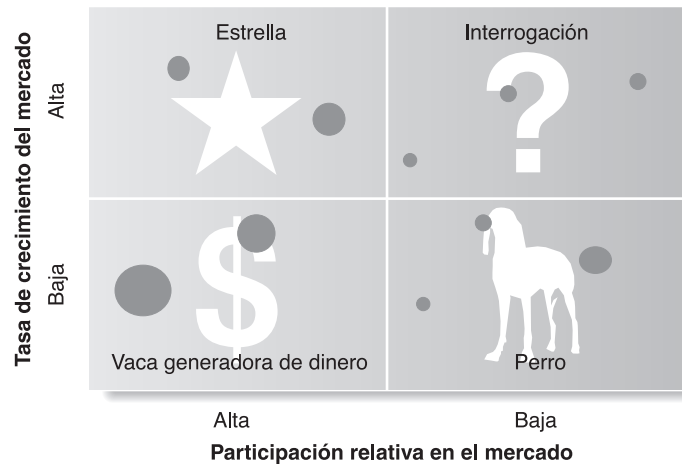 Tasa de crecimiento del mercado
Alta
Baja
Estrella
Interrogación
?
$
Vaca generadora de dinero
Perro
Alta
Baja
Participación relativa en el mercado